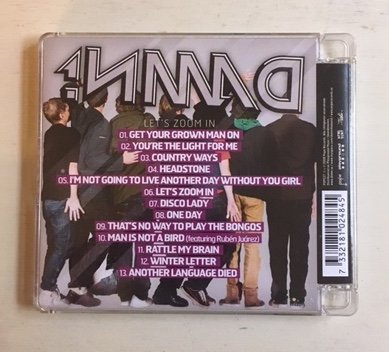 DAMN!
LET'S ZOOM IN
01. GET YOUR GROWN MAN ON
02. YOU'RE THE LIGHT FOR ME
03. COUNTRY WAYS
04. HEADSTONE
05. I'M NOT GOING TO LIVE ANOTHER DAY WITHOUT YOU GIRL
06. LET'S ZOOM IN
07. DISCO LADY
08. ONE DAY
09. THAT'S NO WAY TO PLAY THE BONGOS
10. MAN IS NOT A BIRD (featuring Rubén Juárez)
11. RATTLE MY BRAIN
12. WINTER LETTER
13. ANOTHER LANGUAGE DIED
7 332181 024845